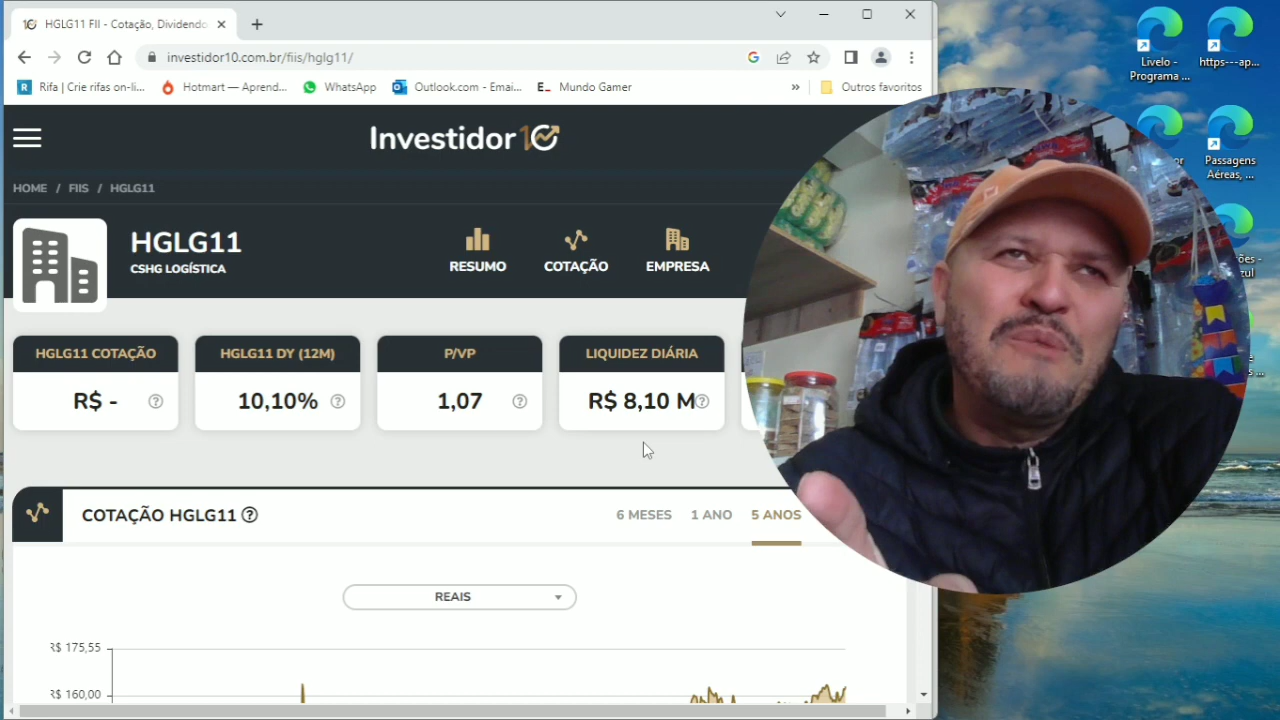 HGLG11 FII - Cotação, Dividendo
investidor10.com.br/fiis/hglg11/
Rifa | Crie rifas on-li...
Hotmart — Aprend...
WhatsApp
Outlook.com - Emai...
E_ Mundo Gamer
»
Outros favoritos
Livelo -
Programa ...
https---ap...
Passagens
Aéreas, ...
Investidor10
HOME / FIIS / HGLG11
HGLG11
CSHG LOGÍSTICA
RESUMO
COTAÇÃO
EMPRESA
HGLG11 COTAÇÃO
R$ -
HGLG11 DY (12M)
10,10%
P/VP
1,07
LIQUIDEZ DIÁRIA
R$ 8,10 M
COTAÇÃO HGLG11
6 MESES
1 ANO
5 ANOS
REAIS
R$ 175,55
R$ 160,00